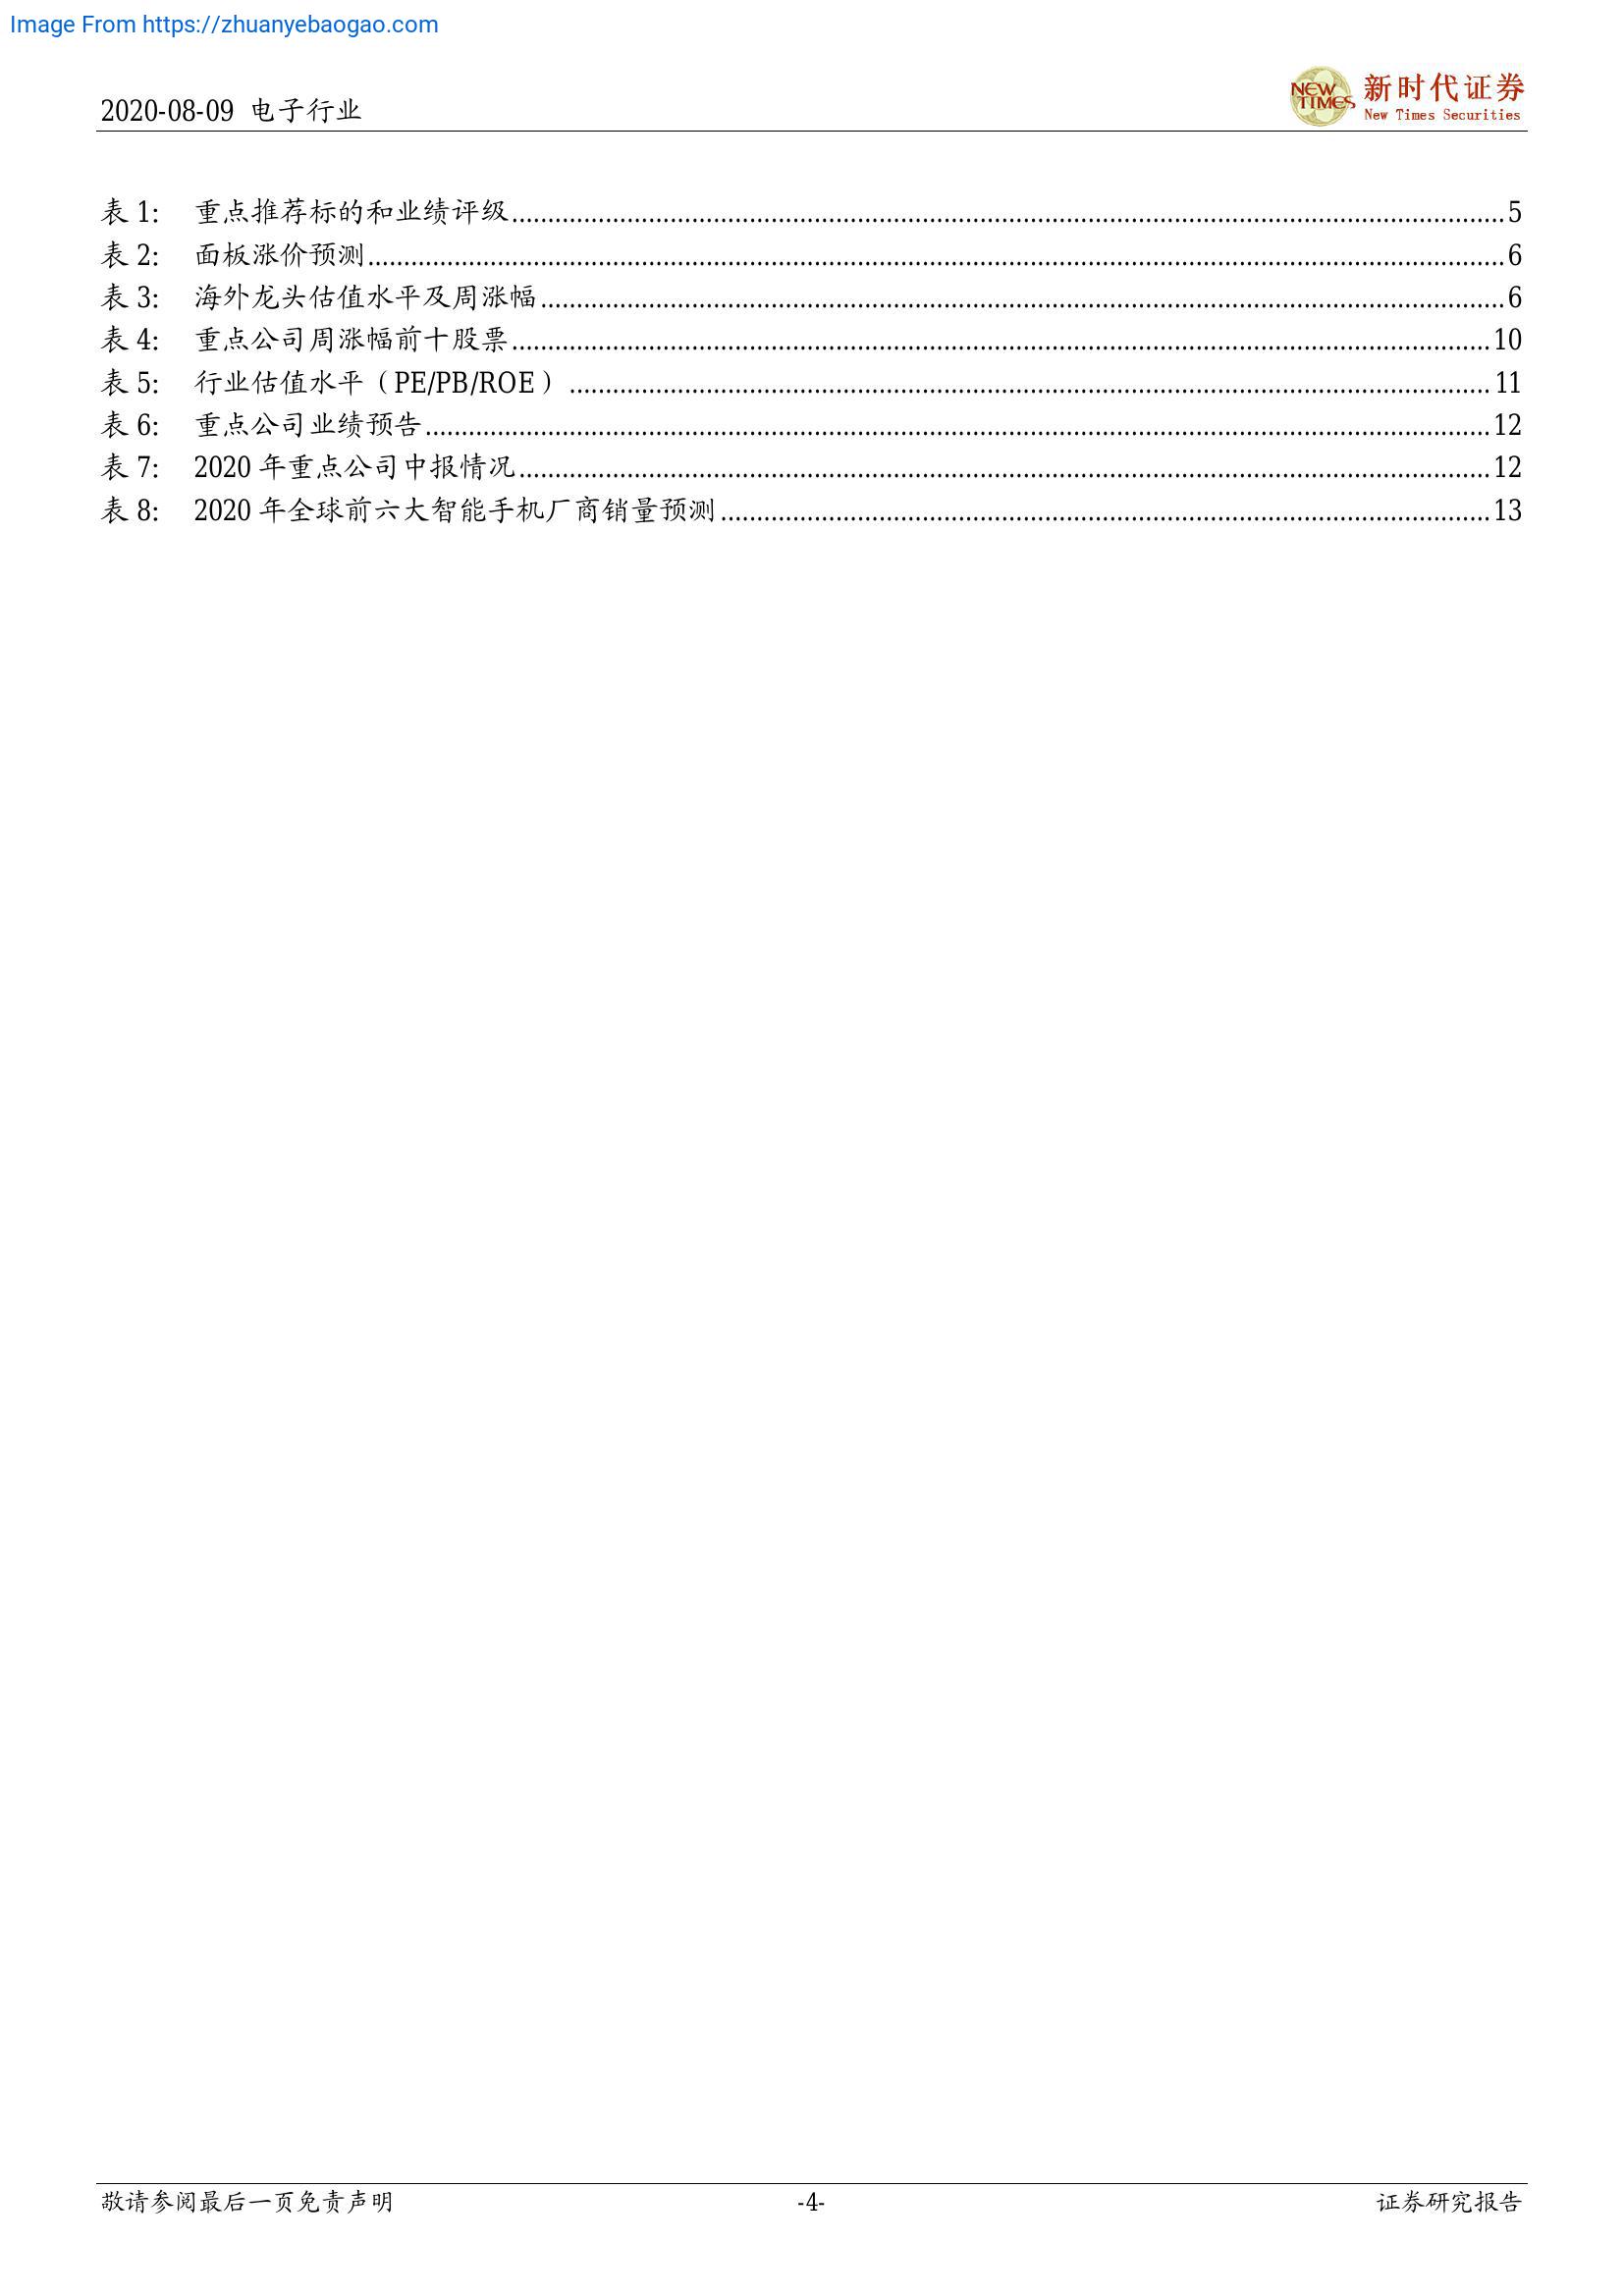 Image From https://zhuanyebaogao.com
2020-08-09 电子行业
NEW TIMES
新时代证券
New Times Securities
表 1: 重点推荐标的和业绩评级 5
表 2: 面板涨价预测 6
表 3: 海外龙头估值水平及周涨幅 6
表 4: 重点公司周涨幅前十股票 10
表 5: 行业估值水平（PE/PB/ROE） 11
表 6: 重点公司业绩预告 12
表 7: 2020 年重点公司中报情况 12
表 8: 2020 年全球前六大智能手机厂商销量预测 13
敬请参阅最后一页免责声明 -4- 证券研究报告